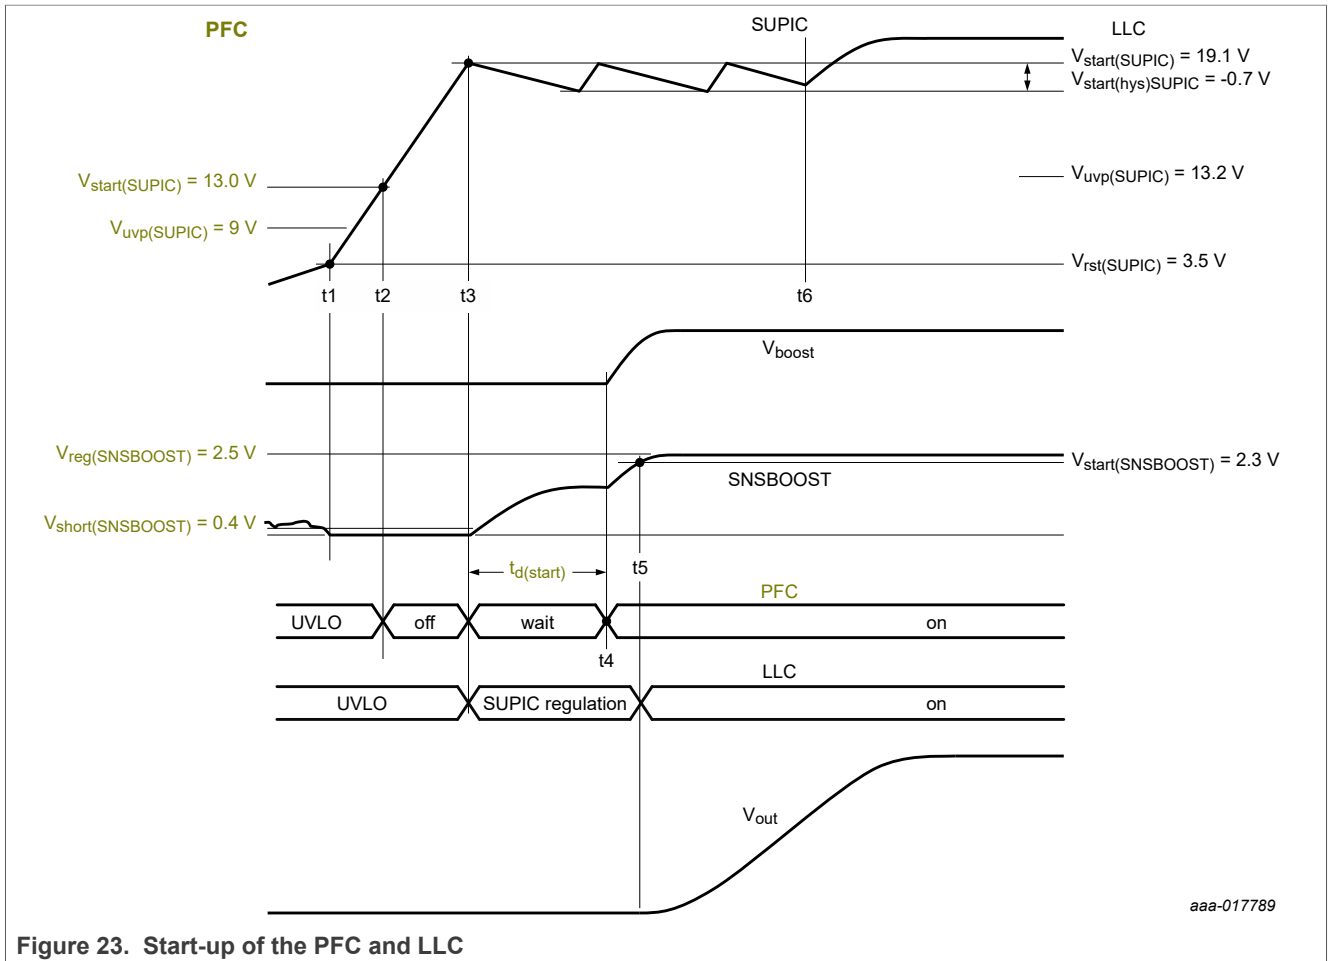 PFC
SUPIC
LLC
Vstart(SUPIC) = 19.1 V
Vstart(hys)SUPIC = -0.7 V
Vstart(SUPIC) = 13.0 V
Vuvp(SUPIC) = 13.2 V
Vuvp(SUPIC) = 9 V
Vrst(SUPIC) = 3.5 V
t1
t2
t3
t6
Vboost
Vreg(SNSBOOST) = 2.5 V
Vstart(SNSBOOST) = 2.3 V
SNSBOOST
Vshort(SNSBOOST) = 0.4 V
td(start)
t5
PFC
UVLO
off
wait
on
t4
LLC
UVLO
SUPIC regulation
on
Vout
aaa-017789
Figure 23. Start-up of the PFC and LLC